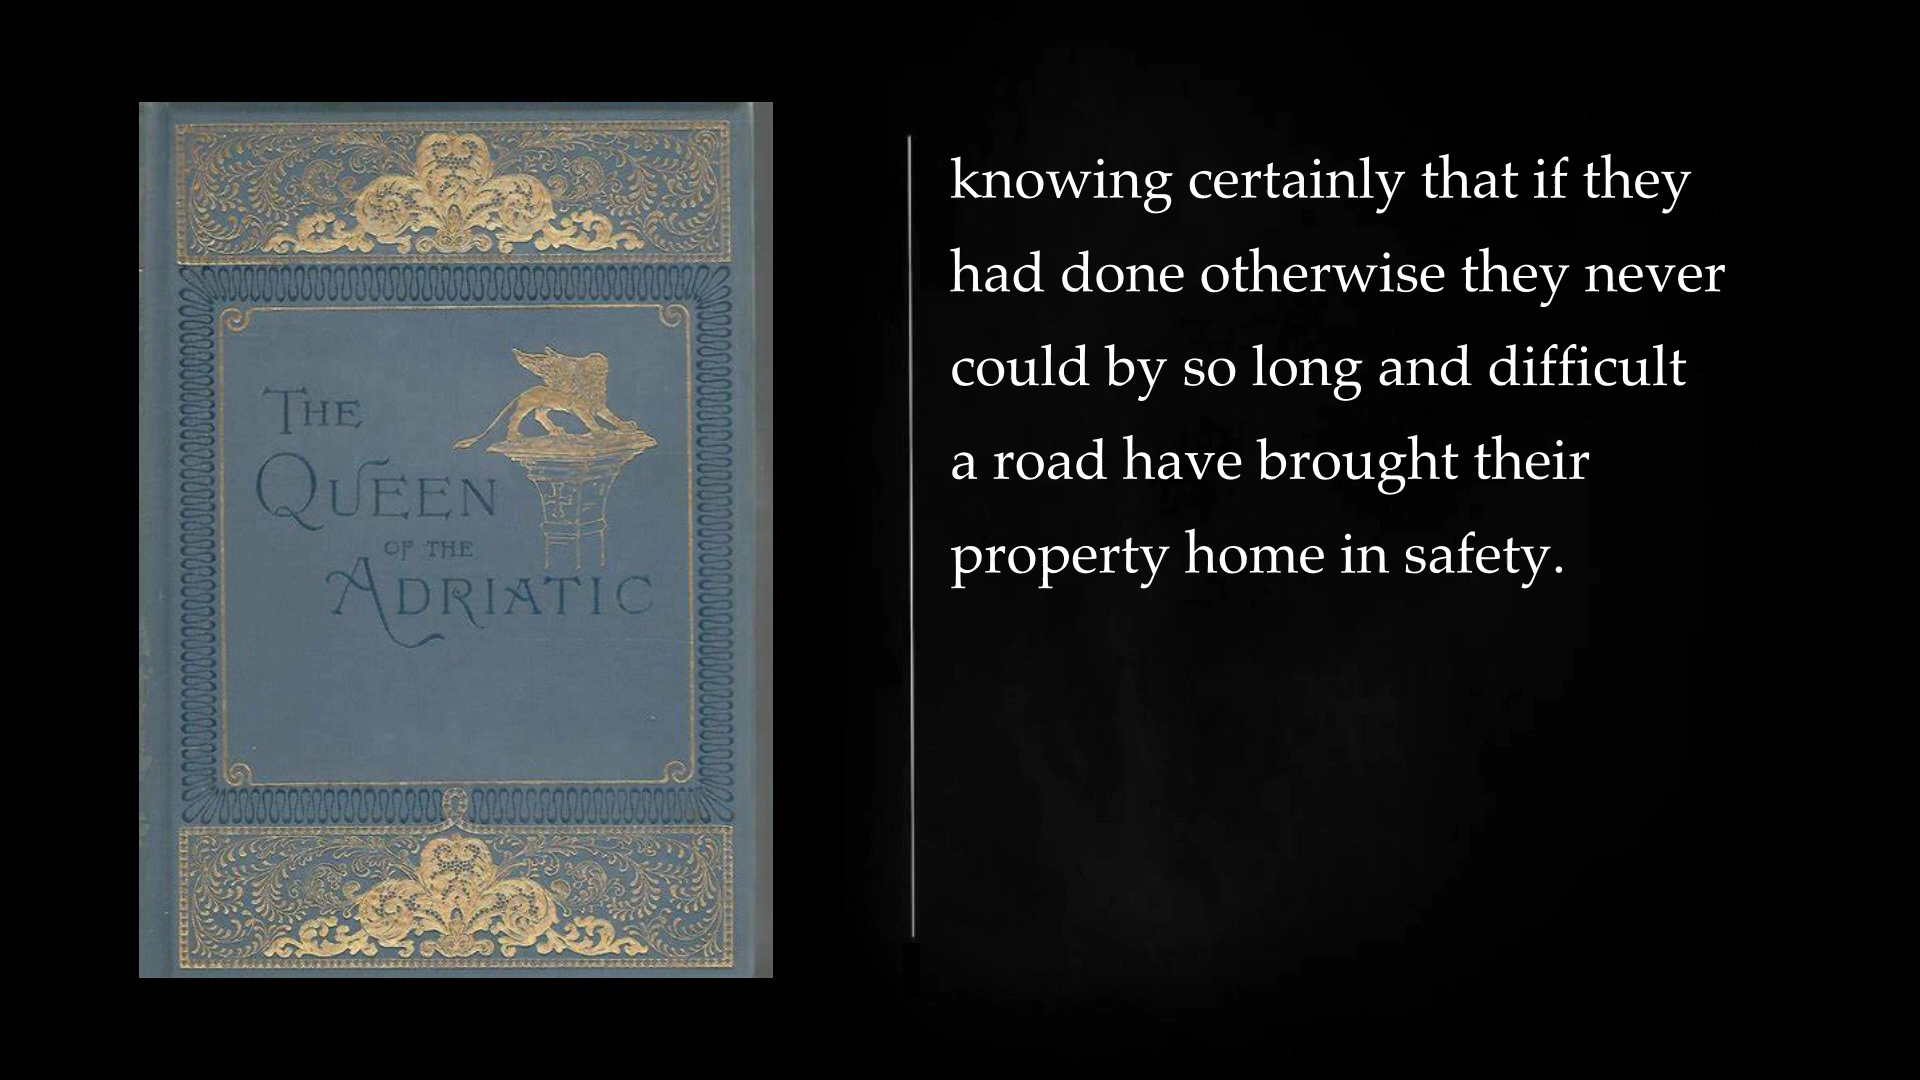 THE
QUEEN
OF THE
ADRIATIC
knowing certainly that if they
had done otherwise they never
could by so long and difficult
a road have brought their
property home in safety.